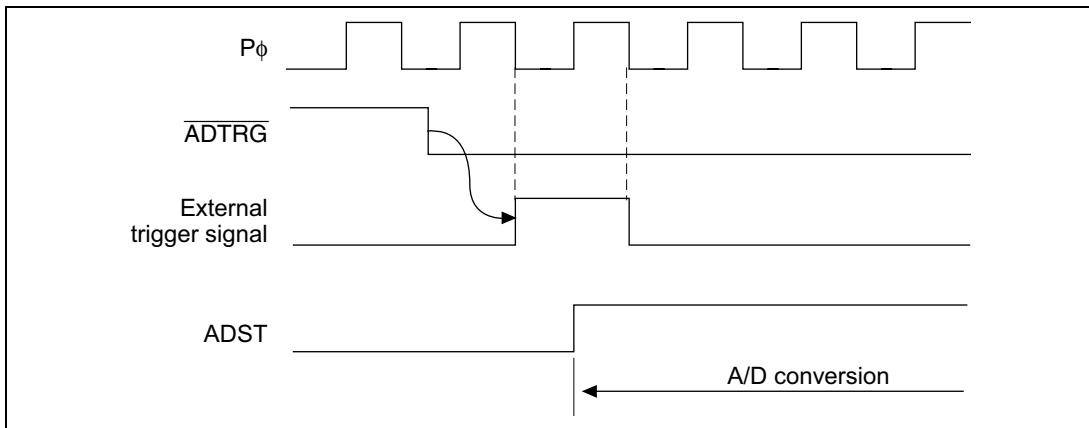 Pφ
ADTRG
External
trigger signal
ADST
A/D conversion